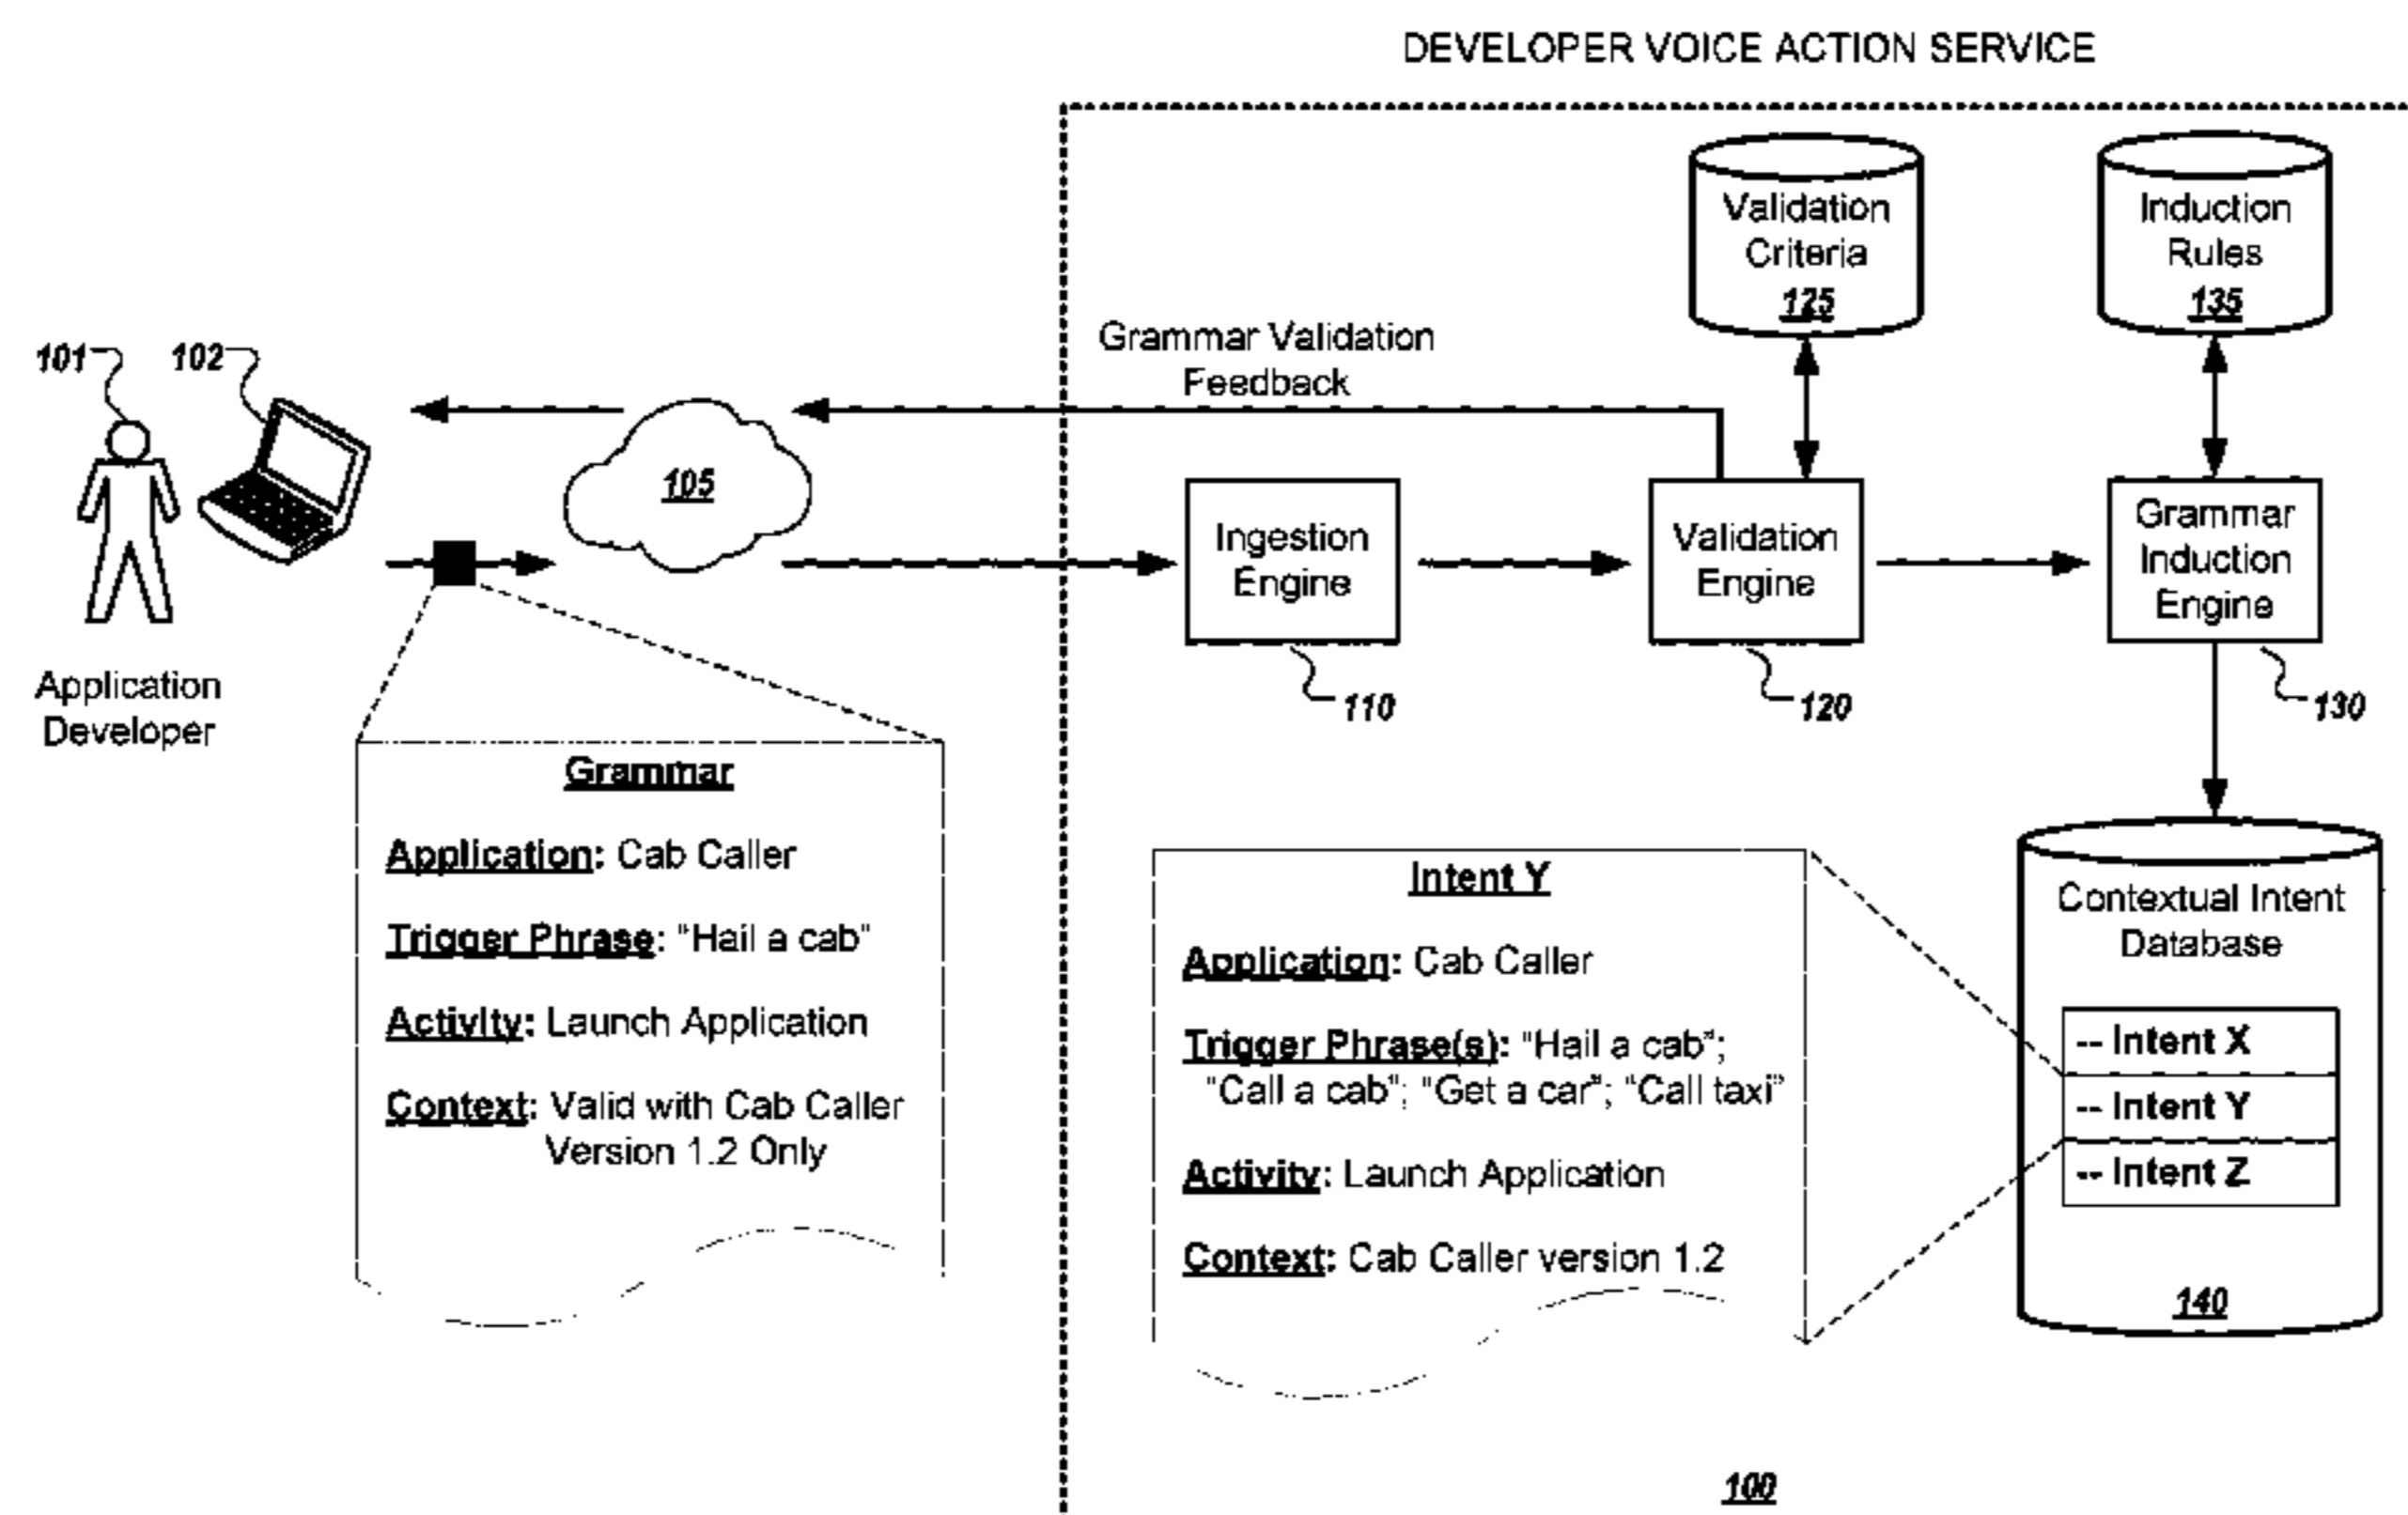 DEVELOPER VOICE ACTION SERVICE
Validation
Criteria
125
Induction
Rules
135
Grammar Validation
Feedback
101
102
105
Ingestion
Engine
Validation
Engine
Grammar
Induction
Engine
110
120
130
Application
Developer
Grammar
Application: Cab Caller
Trigger Phrase: "Hail a cab"
Activity: Launch Application
Context: Valid with Cab Caller
Version 1.2 Only
Intent Y
Application: Cab Caller
Trigger Phrase(s): "Hail a cab";
"Call a cab"; "Get a car"; "Call taxi"
Activity: Launch Application
Context: Cab Caller version 1.2
Contextual Intent
Database
-- Intent X
-- Intent Y
-- Intent Z
140
100